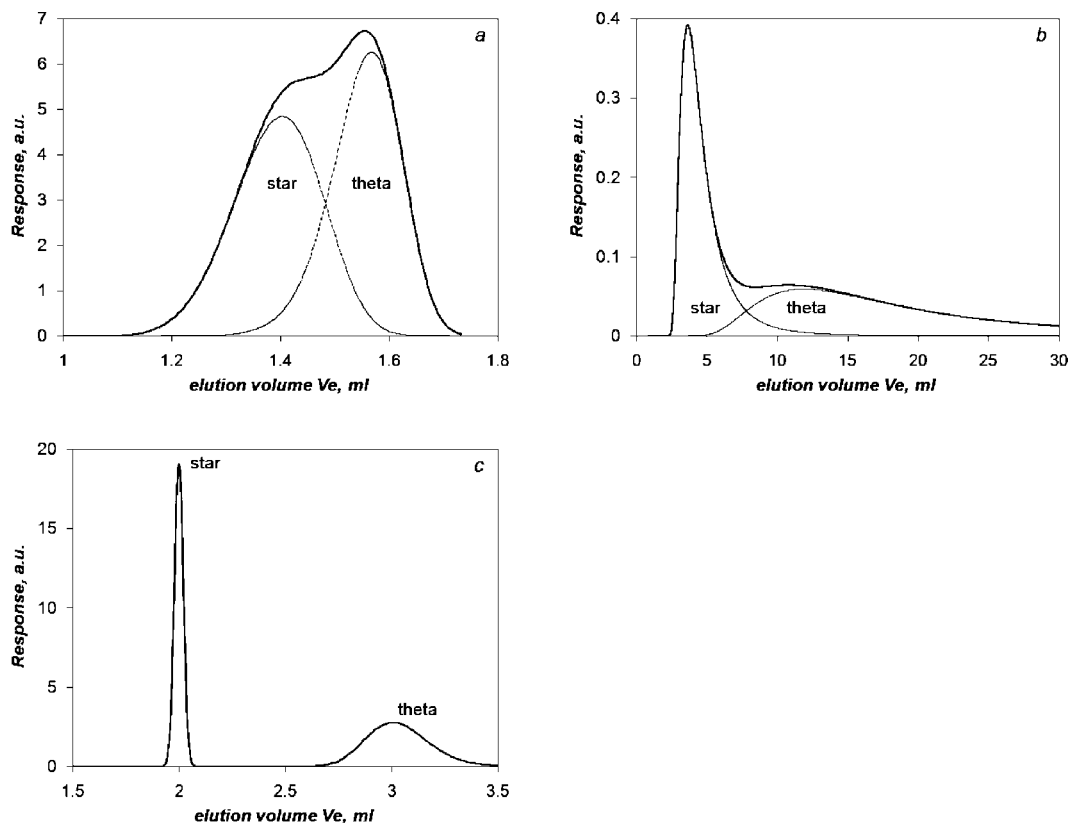 7
6
5
4
3
2
1
0
Response, a.u.
a
star
theta
1 1.2 1.4 1.6 1.8
elution volume Ve, ml
0.4
0.3
0.2
0.1
0
Response, a.u.
b
star
theta
0 5 10 15 20 25 30
elution volume Ve, ml
20
15
10
5
0
Response, a.u.
c
star
theta
1.5 2 2.5 3 3.5
elution volume Ve, ml